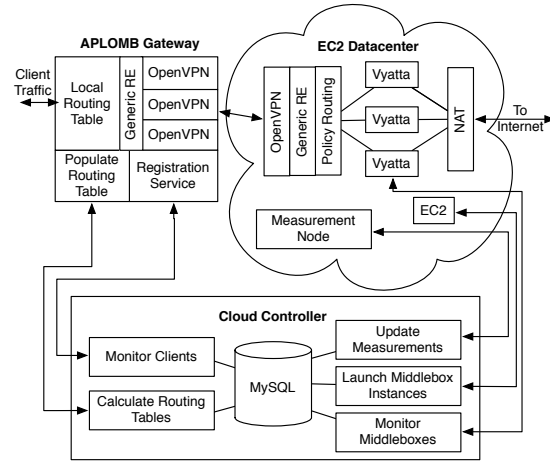 APLOMB Gateway
EC2 Datacenter
Client
Traffic
Local
Routing
Table
Generic RE
OpenVPN
OpenVPN
OpenVPN
Populate
Routing
Table
Registration
Service
OpenVPN
Generic RE
Policy Routing
Vyatta
Vyatta
Vyatta
NAT
To
Internet
EC2
Measurement
Node
Cloud Controller
Monitor Clients
Calculate Routing
Tables
MySQL
Update
Measurements
Launch Middlebox
Instances
Monitor
Middleboxes